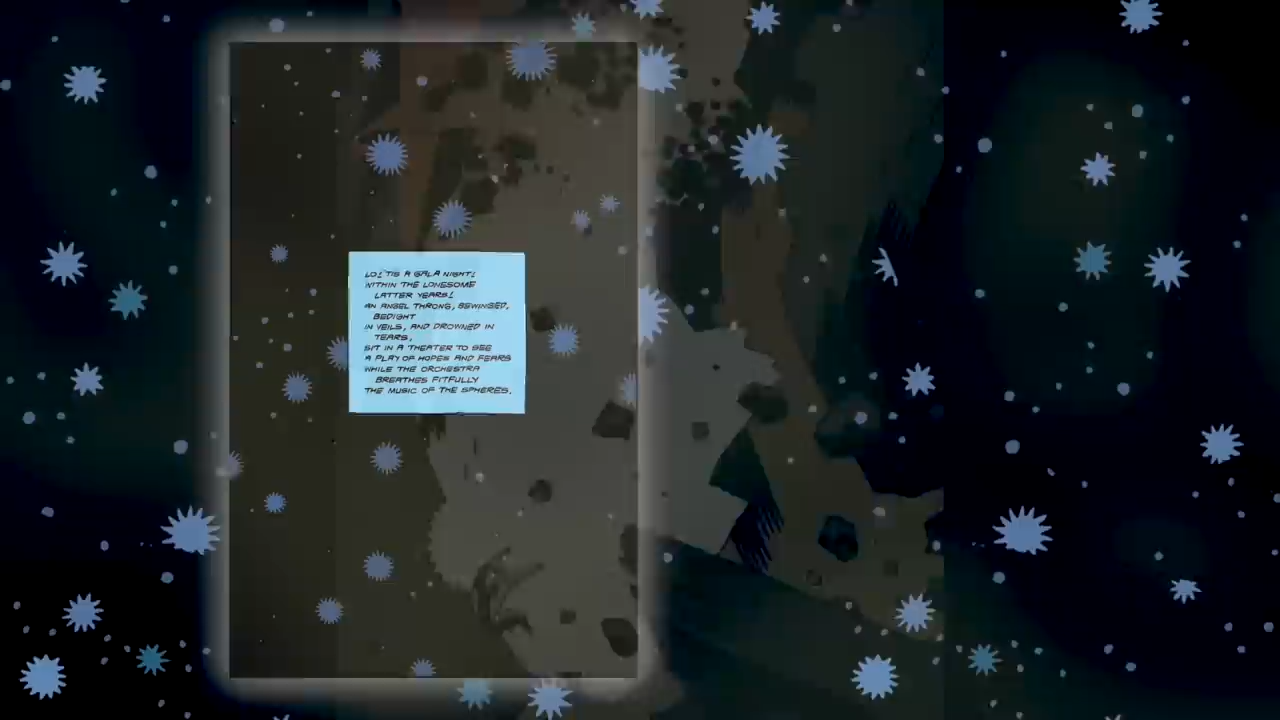 LO! 'TIS A GALA NIGHT!
WITHIN THE LONESOME
LATTER YEARS!
AN ANGEL THRONG, BEWINGED,
BEDIGHT
IN VEILS, AND DROWNED IN
TEARS,
SIT IN A THEATER TO SEE
A PLAY OF HOPES AND FEARS
WHILE THE ORCHESTRA
BREATHES FITFULLY
THE MUSIC OF THE SPHERES.